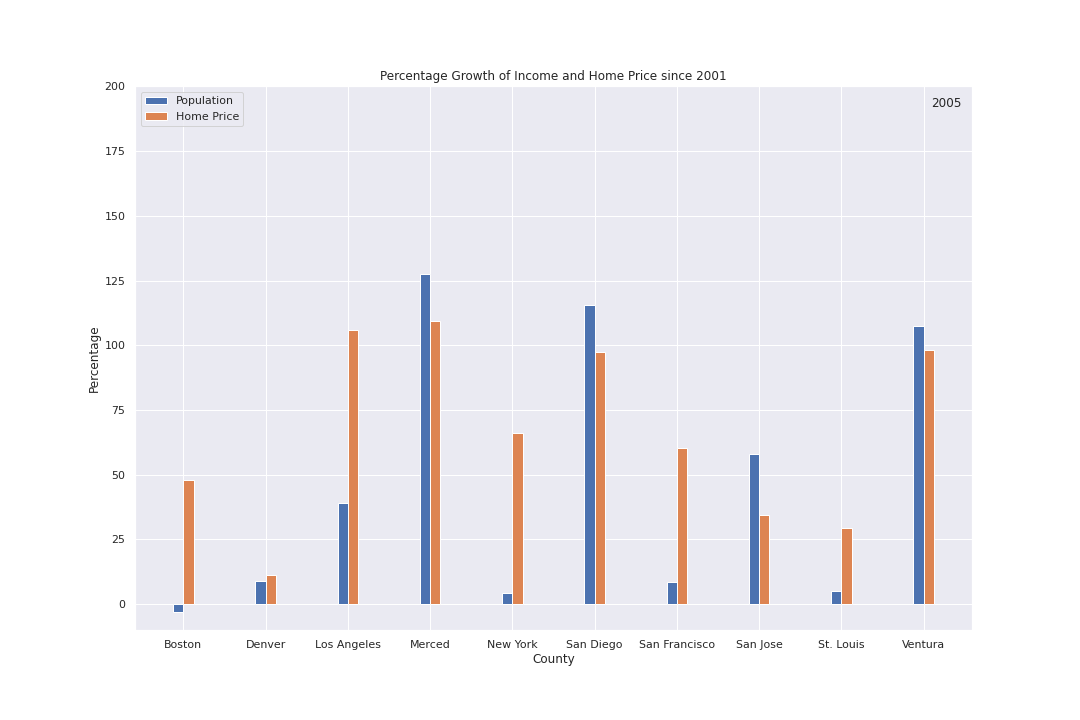 Percentage Growth of Income and Home Price since 2001
200
175
150
125
100
75
50
25
0
Percentage
Population
Home Price
2005
Boston Denver Los Angeles Merced New York San Diego San Francisco San Jose St. Louis Ventura
County